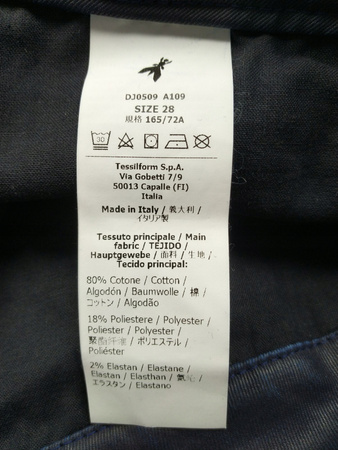 DJ0509 A109
SIZE 28
規格 165/72A
30
Tessilform S.p.A.
Via Gobetti 7/9
50013 Capalle (FI)
Italia
Made in Italy / 義大利 /
イタリア製
Tessuto principale / Main
fabric / TEJIDO /
Hauptgewebe / 面料 / 生地 /
Tecido principal:
80% Cotone / Cotton /
Algodón / Baumwolle / 棉 /
コットン / Algodão
18% Poliestere / Polyester /
Poliester / Polyester /
聚酯纤维 / ポリエステル /
Poliéster
2% Elastan / Elastane /
Elastan / Elasthan / 氨纶 /
エラスタン / Elastano